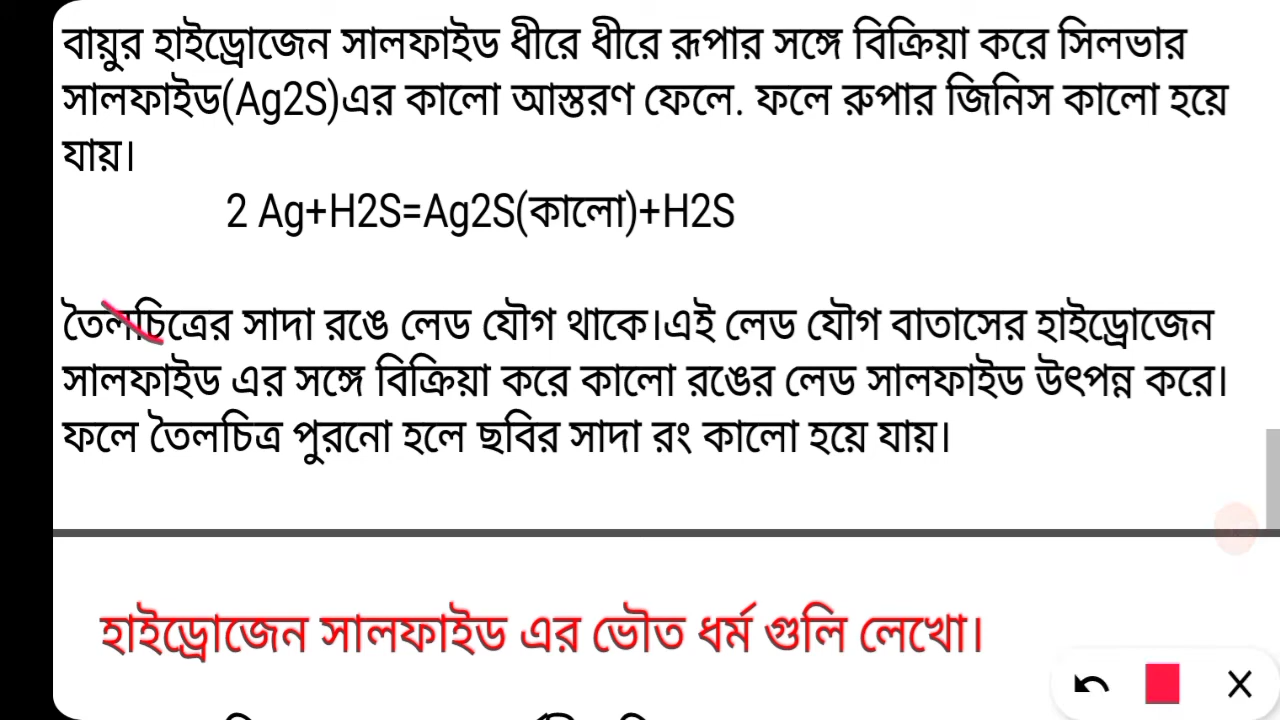 বায়ুর হাইড্রোজেন সালফাইড ধীরে ধীরে রূপার সঙ্গে বিক্রিয়া করে সিলভার
সালফাইড(Ag2S)এর কালো আস্তরণ ফেলে. ফলে রুপার জিনিস কালো হয়ে
যায়।
2 Ag+H2S=Ag2S(কালো)+H2S
তৈলচিত্রের সাদা রঙে লেড যৌগ থাকে।এই লেড যৌগ বাতাসের হাইড্রোজেন
সালফাইড এর সঙ্গে বিক্রিয়া করে কালো রঙের লেড সালফাইড উৎপন্ন করে।
ফলে তৈলচিত্র পুরনো হলে ছবির সাদা রং কালো হয়ে যায়।
হাইড্রোজেন সালফাইড এর ভৌত ধর্ম গুলি লেখো।